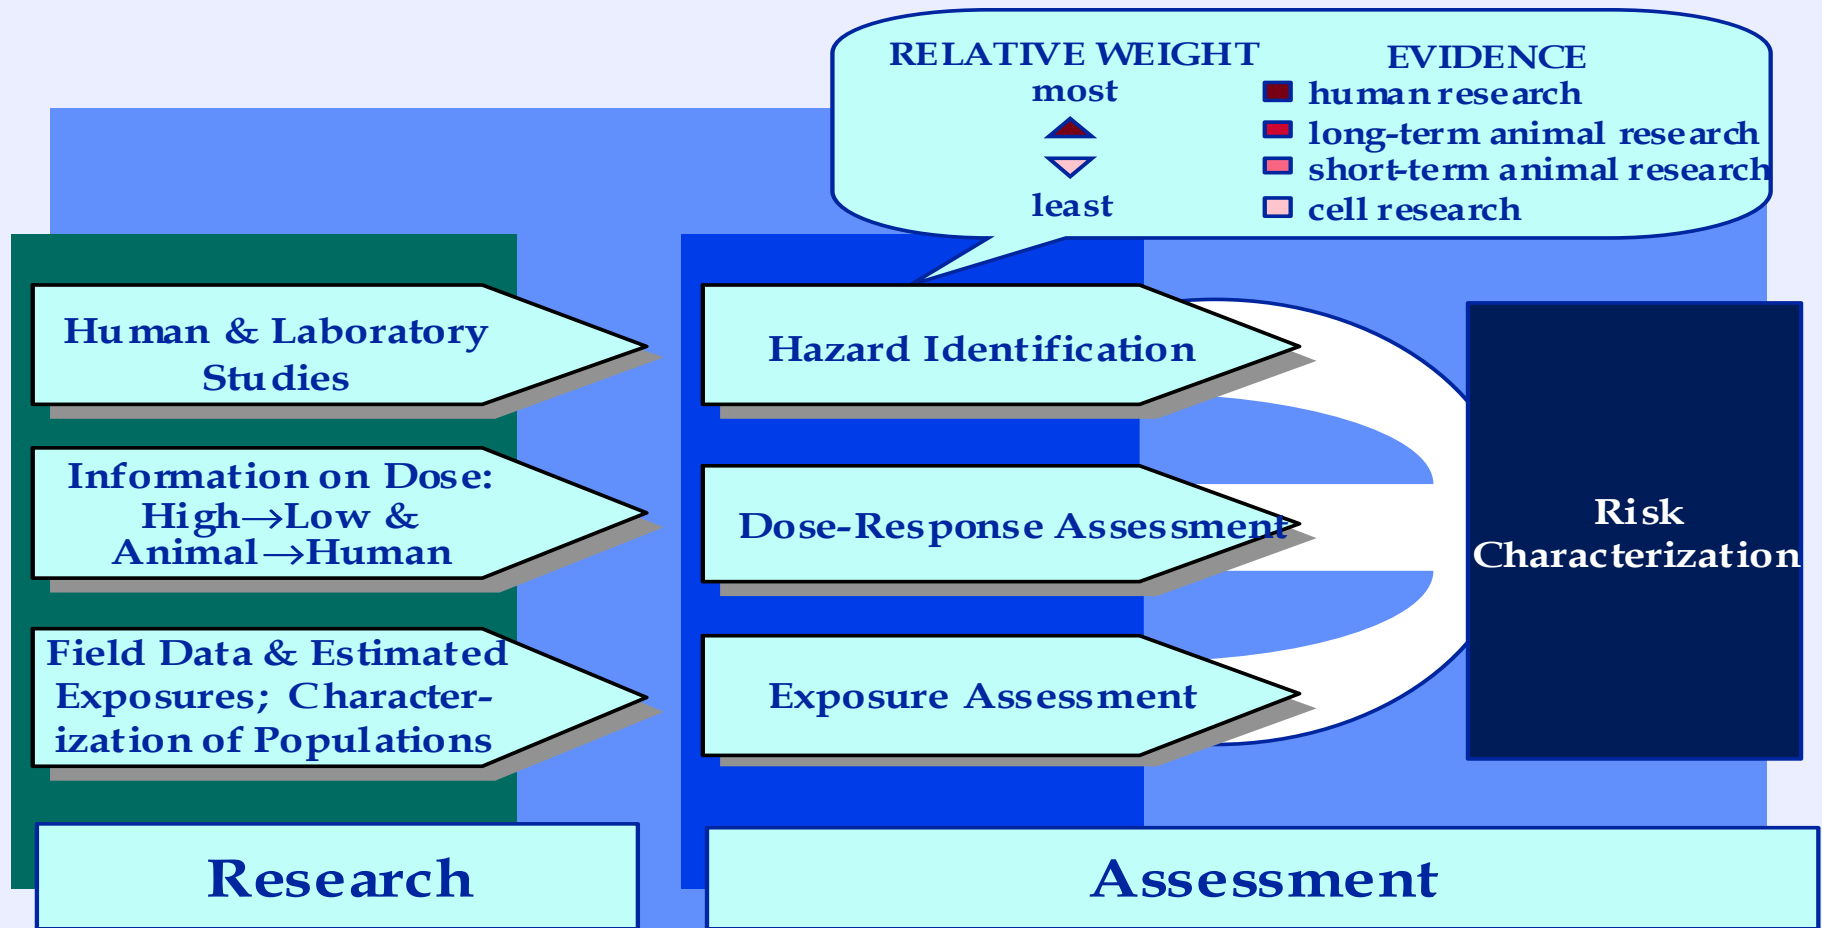 RELATIVE WEIGHT
most
least
EVIDENCE
human research
long-term animal research
short-term animal research
cell research
Human & Laboratory
Studies
Hazard Identification
Information on Dose:
High→Low &
Animal→Human
Dose-Response Assessment
Field Data & Estimated
Exposures; Character-
ization of Populations
Exposure Assessment
Risk
Characterization
Research
Assessment